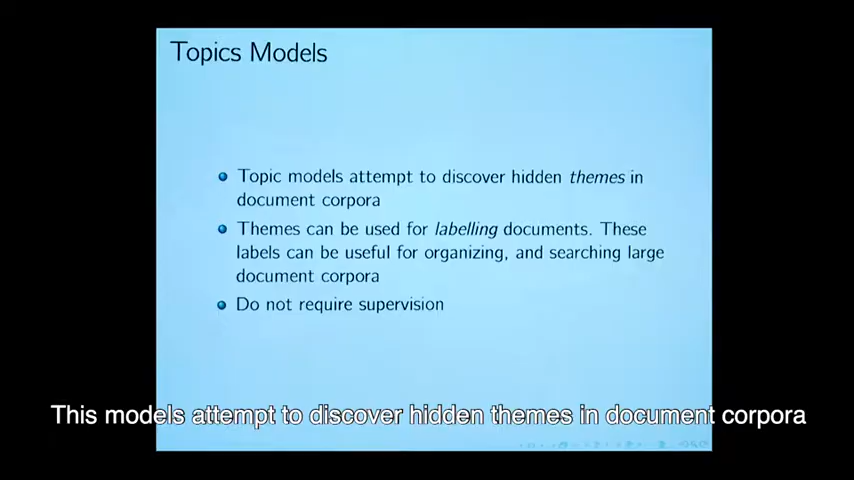 Topics Models
Topic models attempt to discover hidden themes in
document corpora
Themes can be used for labelling documents. These
labels can be useful for organizing, and searching large
document corpora
Do not require supervision
This models attempt to discover hidden themes in document corpora